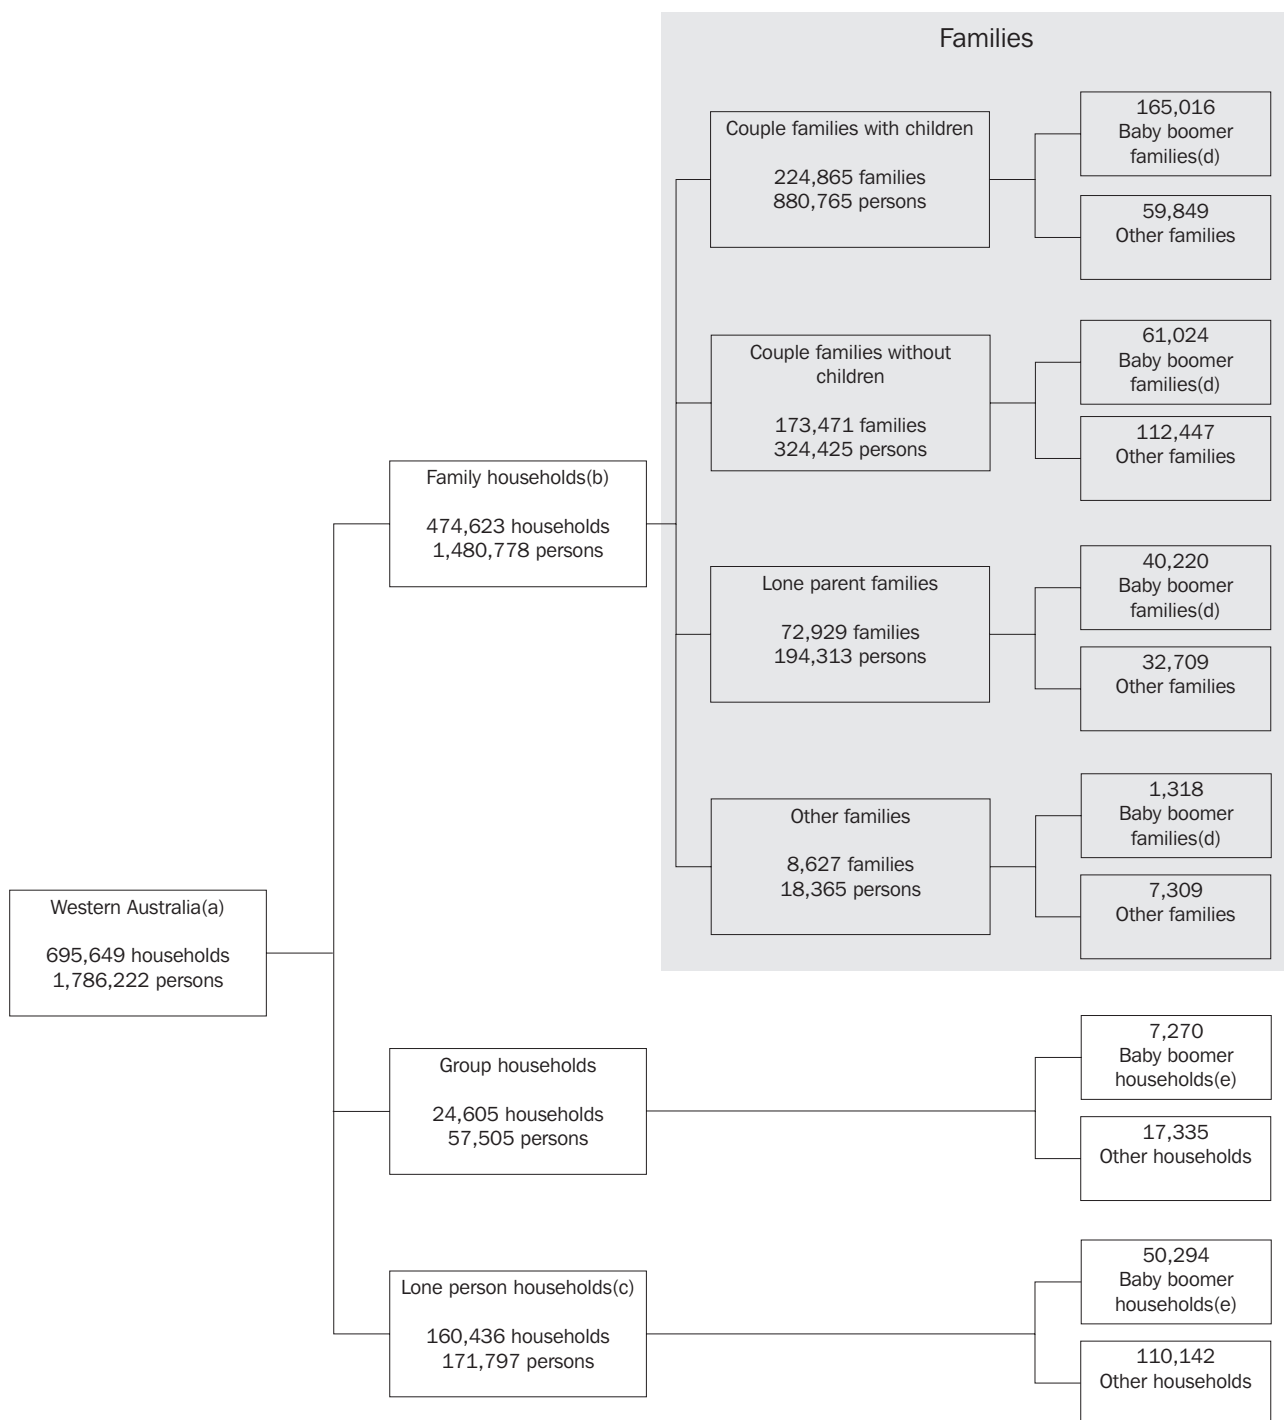 Families
Couple families with children
224,865 families
880,765 persons
165,016
Baby boomer
families(d)
59,849
Other families
Couple families without
children
173,471 families
324,425 persons
61,024
Baby boomer
families(d)
112,447
Other families
Family households(b)
474,623 households
1,480,778 persons
Lone parent families
72,929 families
194,313 persons
40,220
Baby boomer
families(d)
32,709
Other families
Other families
8,627 families
18,365 persons
1,318
Baby boomer
families(d)
7,309
Other families
Western Australia(a)
695,649 households
1,786,222 persons
Group households
24,605 households
57,505 persons
7,270
Baby boomer
households(e)
17,335
Other households
Lone person households(c)
160,436 households
171,797 persons
50,294
Baby boomer
households(e)
110,142
Other households